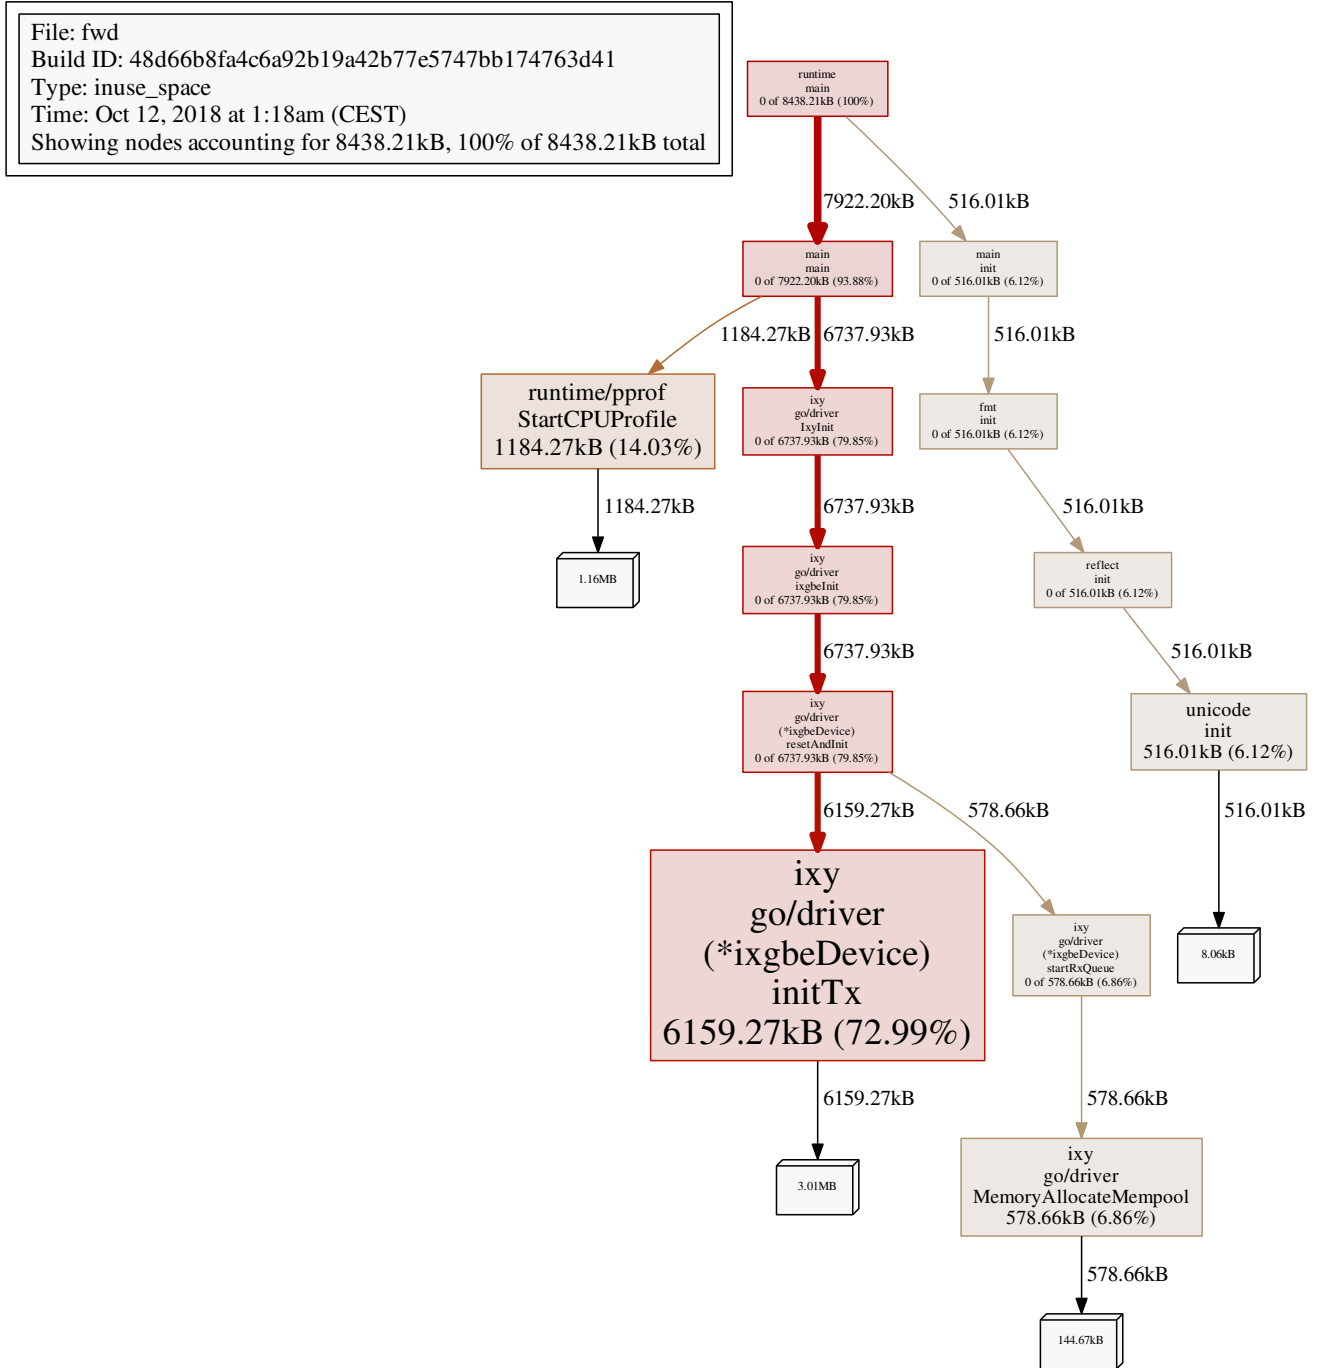 File: fwd
Build ID: 48d66b8fa4c6a92b19a42b77e5747bb174763d41
Type: inuse_space
Time: Oct 12, 2018 at 1:18am (CEST)
Showing nodes accounting for 8438.21kB, 100% of 8438.21kB total
runtime
main
0 of 8438.21kB (100%)
7922.20kB
516.01kB
main
main
0 of 7922.20kB (93.88%)
main
init
0 of 516.01kB (6.12%)
1184.27kB
6737.93kB
516.01kB
runtime/pprof
StartCPUProfile
1184.27kB (14.03%)
ixy
go/driver
IxyInit
0 of 6737.93kB (79.85%)
fmt
init
0 of 516.01kB (6.12%)
1184.27kB
6737.93kB
516.01kB
1.16MB
ixy
go/driver
ixgbeInit
0 of 6737.93kB (79.85%)
reflect
init
0 of 516.01kB (6.12%)
6737.93kB
516.01kB
ixy
go/driver
(*ixgbeDevice)
resetAndInit
0 of 6737.93kB (79.85%)
unicode
init
516.01kB (6.12%)
6159.27kB
578.66kB
516.01kB
ixy
go/driver
(*ixgbeDevice)
initTx
6159.27kB (72.99%)
ixy
go/driver
(*ixgbeDevice)
startRxQueue
0 of 578.66kB (6.86%)
8.06kB
6159.27kB
578.66kB
3.01MB
ixy
go/driver
MemoryAllocateMempool
578.66kB (6.86%)
578.66kB
144.67kB